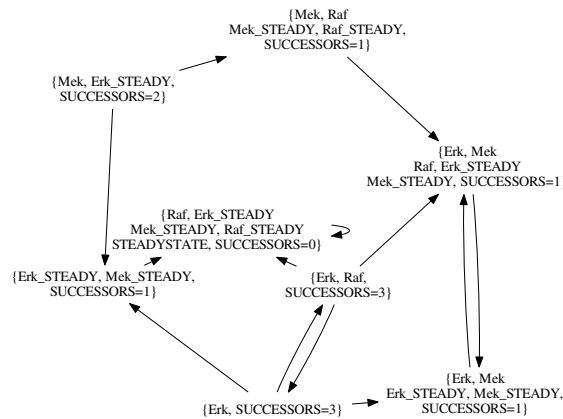 {Mek, Raf
Mek_STEADY, Raf_STEADY,
SUCCESSORS=1}
{Mek, Erk_STEADY,
SUCCESSORS=2}
{Erk, Mek
Raf, Erk_STEADY
Mek_STEADY, SUCCESSORS=1}
{Raf, Erk_STEADY
Mek_STEADY, Raf_STEADY
STEADYSTATE, SUCCESSORS=0}
{Erk_STEADY, Mek_STEADY,
SUCCESSORS=1}
{Erk, Raf,
SUCCESSORS=3}
{Erk, Mek
Erk_STEADY, Mek_STEADY,
SUCCESSORS=1}
{Erk, SUCCESSORS=3}